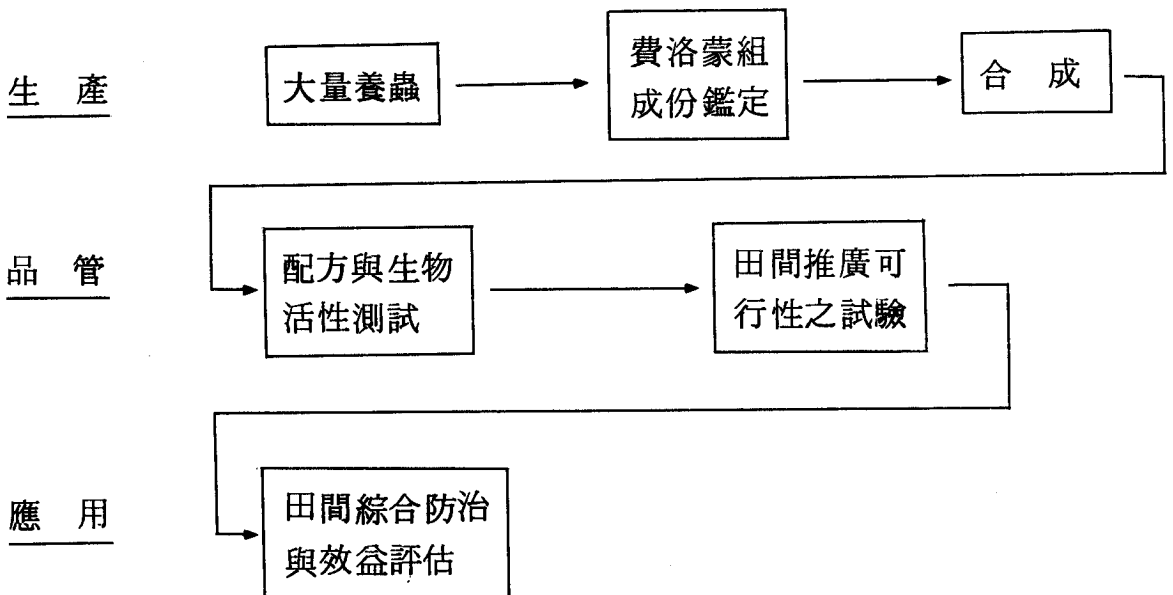 生產
大量養蟲
費洛蒙組
成份鑑定
合成
品管
配方與生物
活性測試
田間推廣可
行性之試驗
應用
田間綜合防治
與效益評估